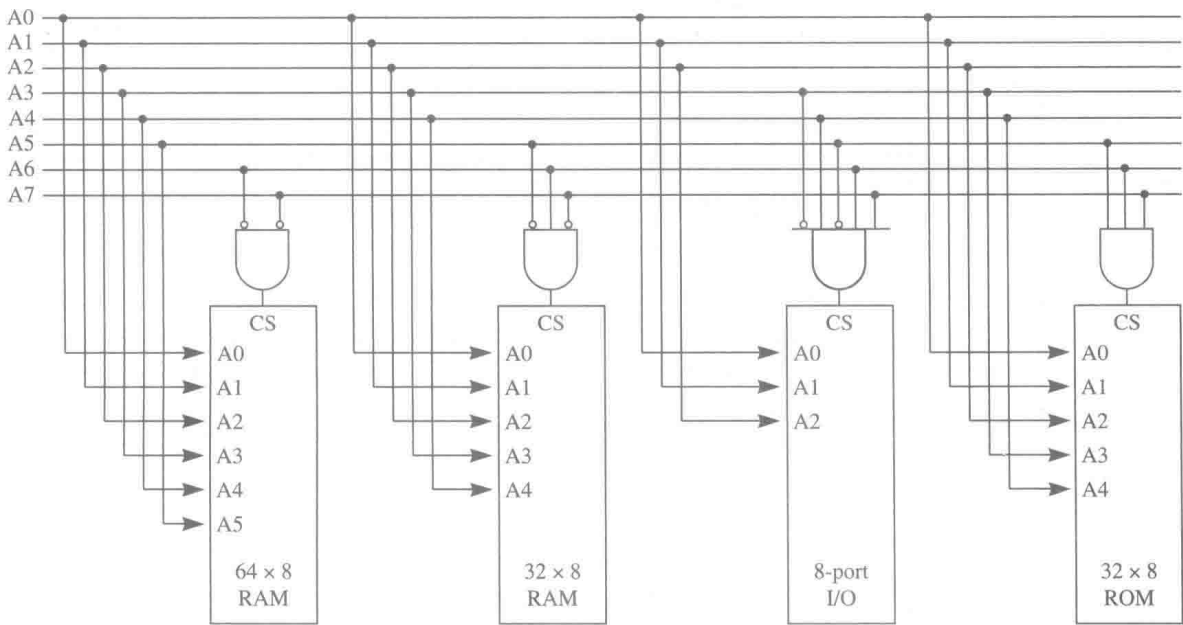 A0
A1
A2
A3
A4
A5
A6
A7
CS
A0
A1
A2
A3
A4
A5
64 × 8
RAM
CS
A0
A1
A2
A3
A4
32 × 8
RAM
CS
A0
A1
A2
8-port
I/O
CS
A0
A1
A2
A3
A4
32 × 8
ROM